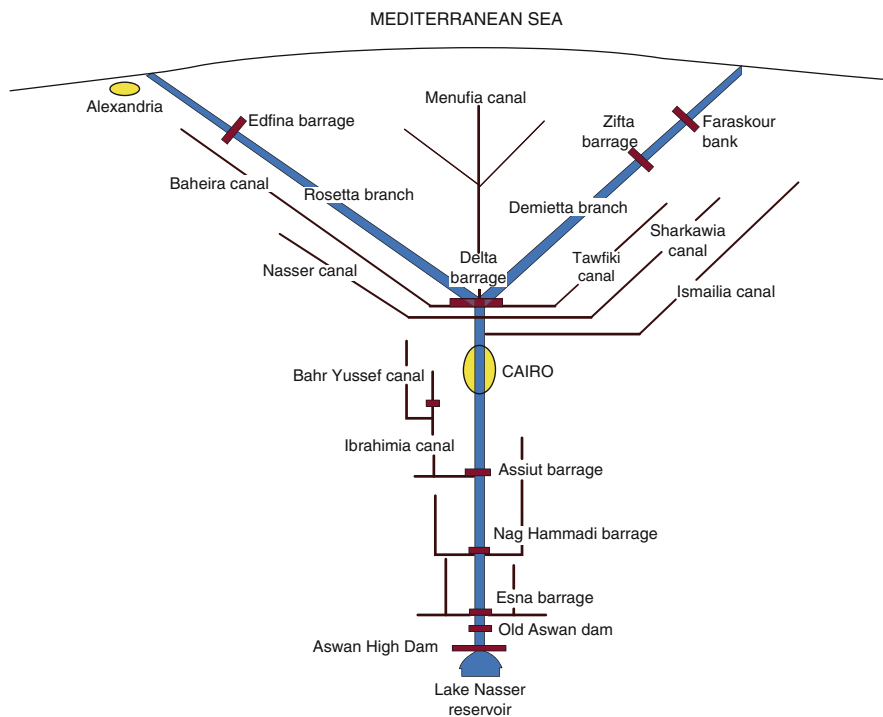 MEDITERRANEAN SEA
Alexandria
Edfina barrage
Menufia canal
Zifta
barrage
Faraskour
bank
Baheira canal
Rosetta branch
Demietta branch
Sharkawia
canal
Nasser canal
Delta
barrage
Tawfiki
canal
Ismailia canal
Bahr Yussef canal
CAIRO
Ibrahimia canal
Assiut barrage
Nag Hammadi barrage
Esna barrage
Old Aswan dam
Aswan High Dam
Lake Nasser
reservoir